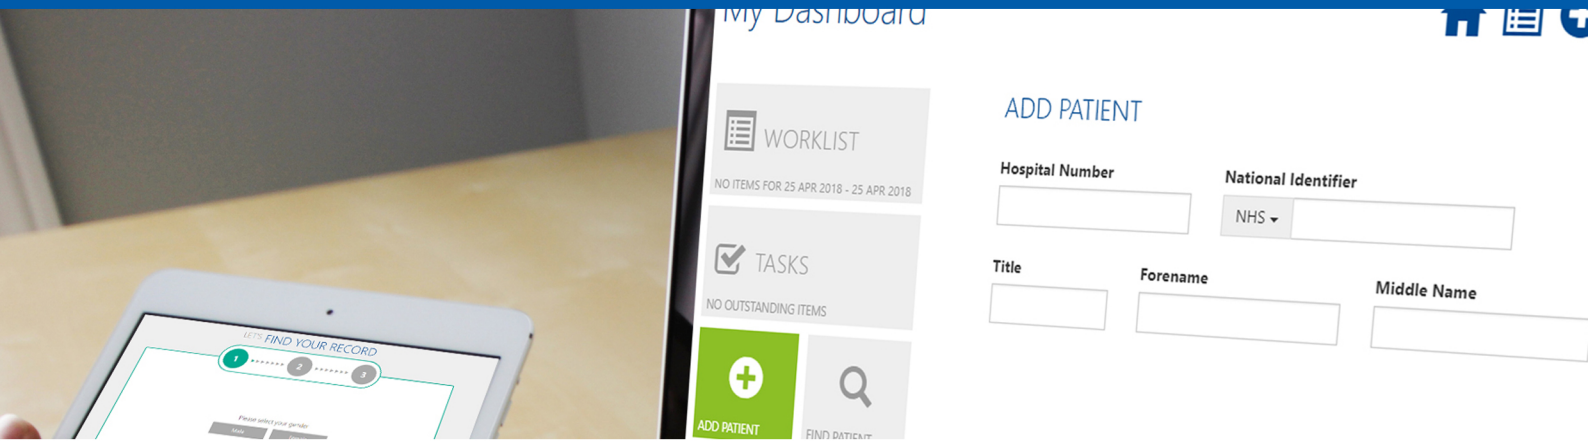 My Dashboard
WORKLIST
NO ITEMS FOR 25 APR 2018 - 25 APR 2018
TASKS
NO OUTSTANDING ITEMS
ADD PATIENT
FIND PATIENT
ADD PATIENT
Hospital Number
National Identifier
NHS
Title
Forename
Middle Name
LET'S FIND YOUR RECORD
1
2
3
Please select your gender
Male